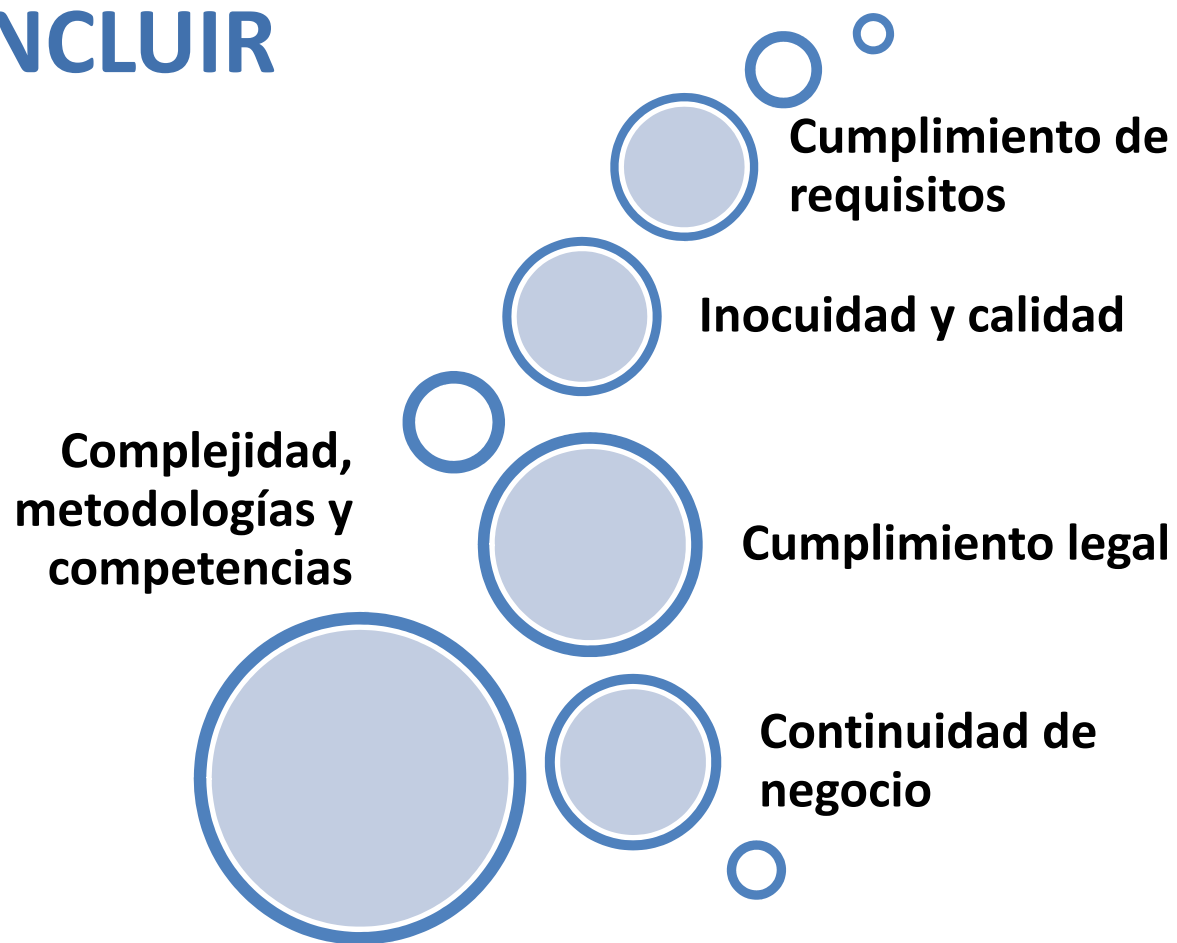 NCLUIR
Cumplimiento de
requisitos
Inocuidad y calidad
Complejidad,
metodologías y
competencias
Cumplimiento legal
Continuidad de
negocio